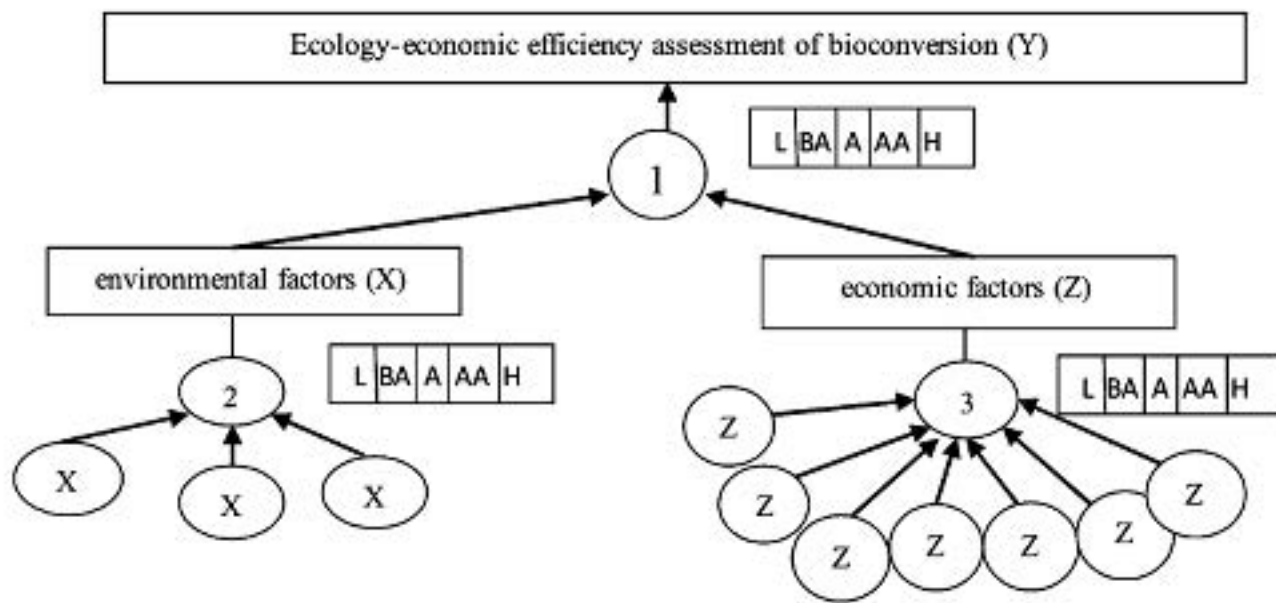 Ecology-economic efficiency assessment of bioconversion (Y)
L BA A AA H
1
environmental factors (X)
economic factors (Z)
L BA A AA H
2
L BA A AA H
3
X
X
X
Z
Z
Z
Z
Z
Z
Z